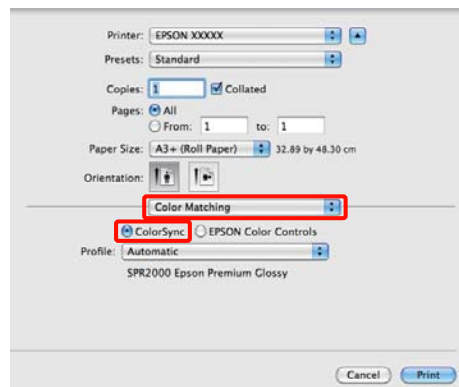 Printer: EPSON XXXXX
Presets: Standard
Copies: 1 Collated
Pages: All
From: 1 to: 1
Paper Size: A3+ (Roll Paper) 32.89 by 48.30 cm
Orientation:
Color Matching
ColorSync EPSON Color Controls
Profile: Automatic
SPR2000 Epson Premium Glossy
Cancel Print